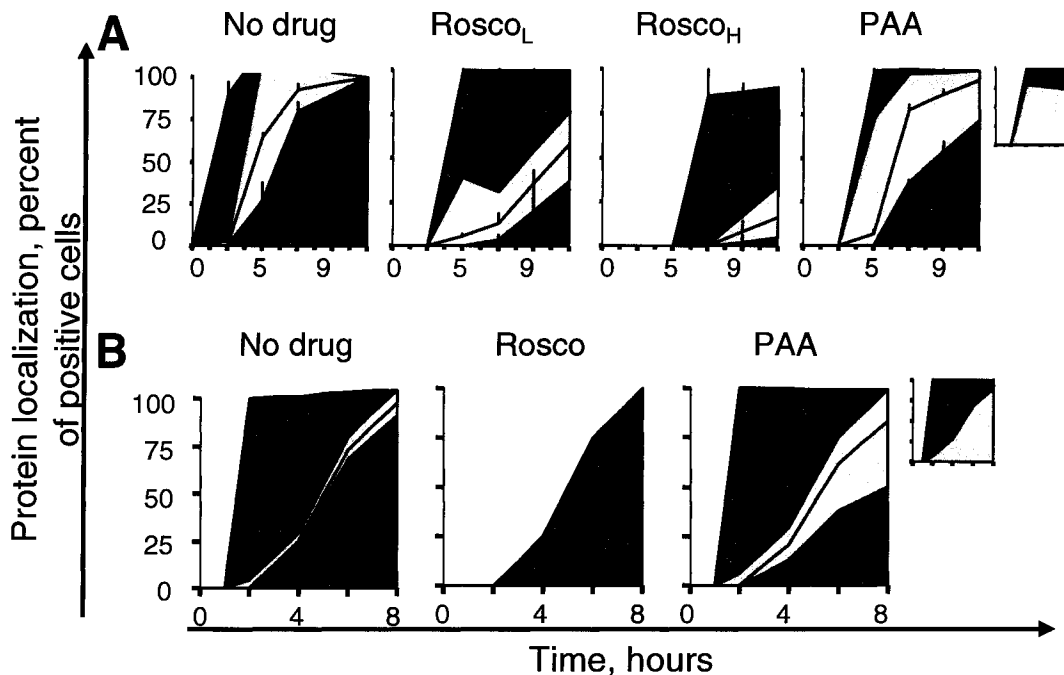 A
No drug
Rosco_L
Rosco_H
PAA
100
75
50
25
0
0 5 9
0 5 9
0 5 9
0 5 9
B
No drug
Rosco
PAA
100
75
50
25
0
0 4 8
0 4 8
0 4 8
Protein localization, percent
of positive cells
Time, hours